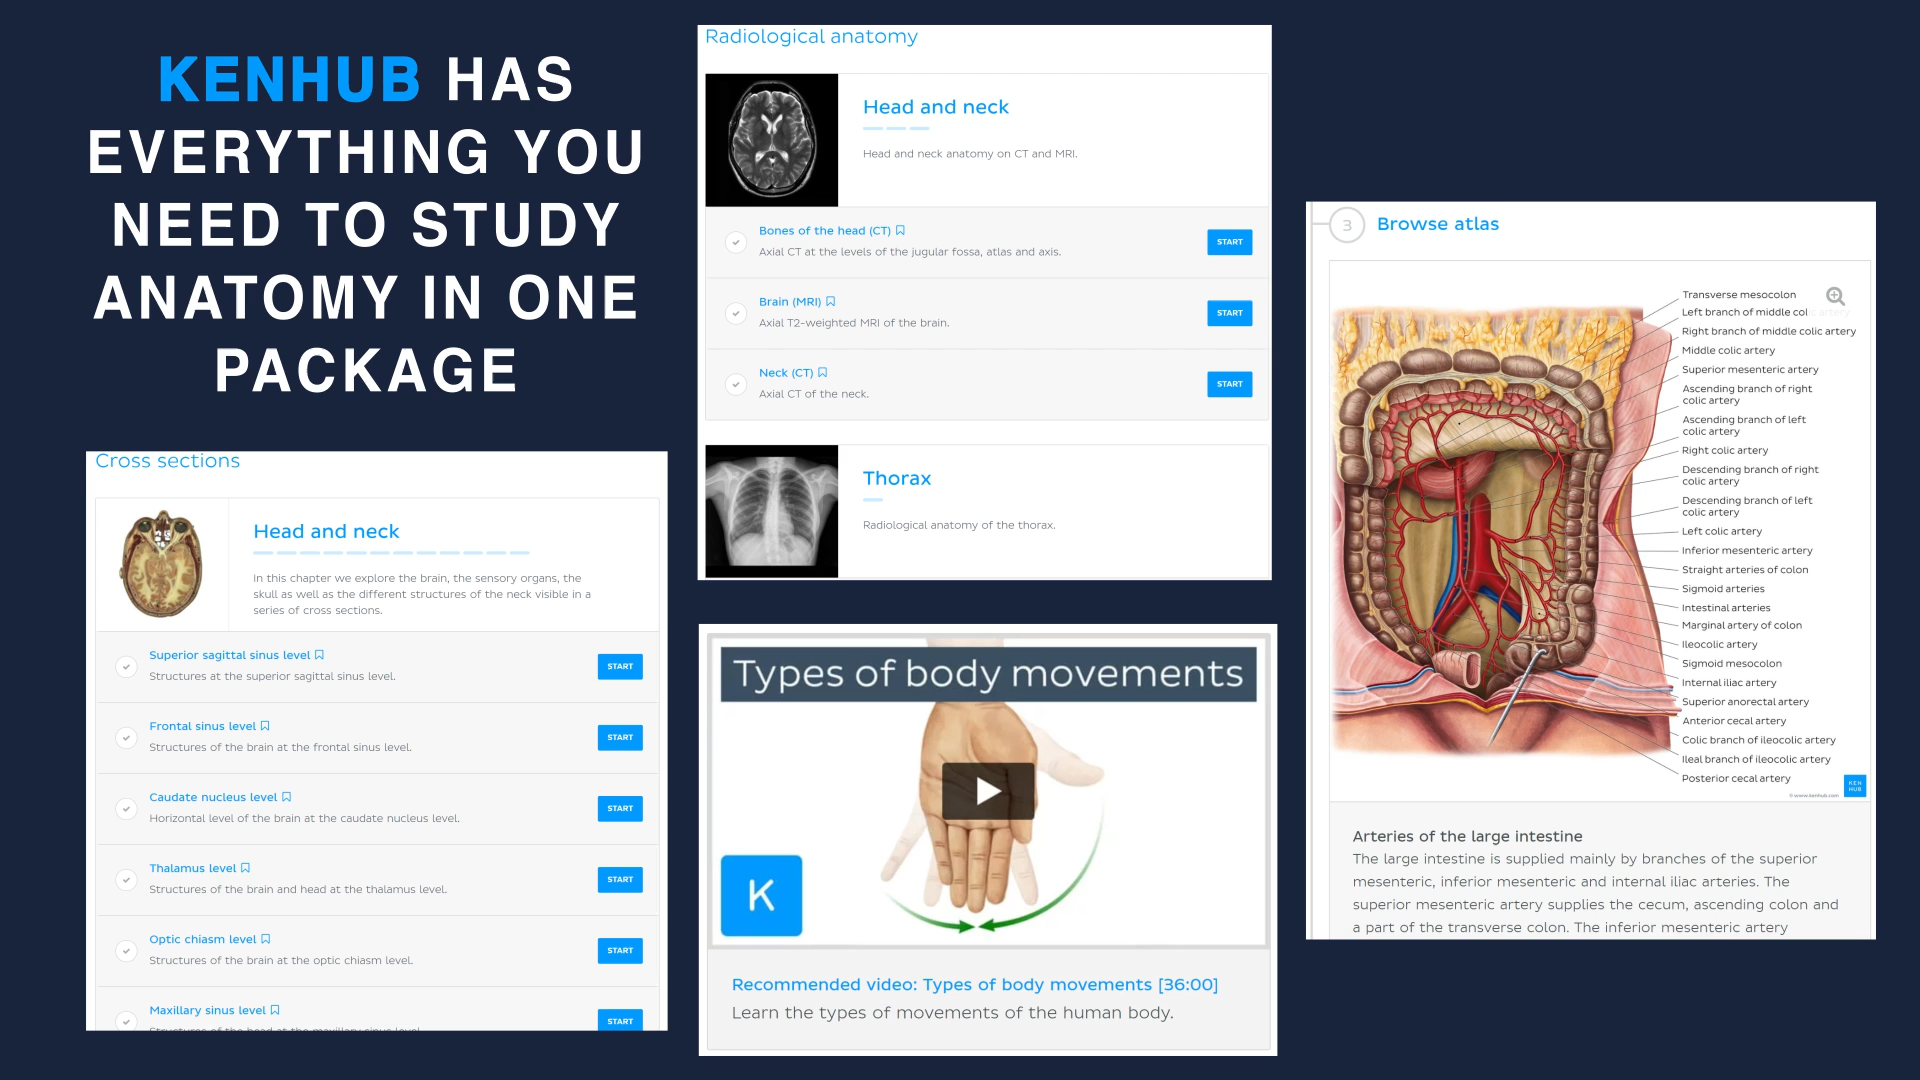 KENHUB HAS
EVERYTHING YOU
NEED TO STUDY
ANATOMY IN ONE
PACKAGE
Cross sections
Head and neck
In this chapter we explore the brain, the sensory organs, the
skull as well as the different structures of the neck visible in a
series of cross sections.
Superior sagittal sinus level
Structures at the superior sagittal sinus level.
START
Frontal sinus level
Structures of the brain at the frontal sinus level.
START
Caudate nucleus level
Horizontal level of the brain at the caudate nucleus level.
START
Thalamus level
Structures of the brain and head at the thalamus level.
START
Optic chiasm level
Structures of the brain at the optic chiasm level.
START
Maxillary sinus level
Structures of the head at the maxillary sinus level.
START
Radiological anatomy
Head and neck
Head and neck anatomy on CT and MRI.
Bones of the head (CT)
Axial CT at the levels of the jugular fossa, atlas and axis.
START
Brain (MRI)
Axial T2-weighted MRI of the brain.
START
Neck (CT)
Axial CT of the neck.
START
Thorax
Radiological anatomy of the thorax.
Types of body movements
K
Recommended video: Types of body movements [36:00]
Learn the types of movements of the human body.
3 Browse atlas
Transverse mesocolon
Left branch of middle colic artery
Right branch of middle colic artery
Middle colic artery
Superior mesenteric artery
Ascending branch of right
colic artery
Ascending branch of left
colic artery
Right colic artery
Descending branch of right
colic artery
Descending branch of left
colic artery
Left colic artery
Inferior mesenteric artery
Straight arteries of colon
Sigmoid arteries
Intestinal arteries
Marginal artery of colon
Ileocolic artery
Sigmoid mesocolon
Internal iliac artery
Superior anorectal artery
Anterior cecal artery
Colic branch of ileocolic artery
Ileal branch of ileocolic artery
Posterior cecal artery
KEN
HUB
© www.kenhub.com
Arteries of the large intestine
The large intestine is supplied mainly by branches of the superior
mesenteric, inferior mesenteric and internal iliac arteries. The
superior mesenteric artery supplies the cecum, ascending colon and
a part of the transverse colon. The inferior mesenteric artery